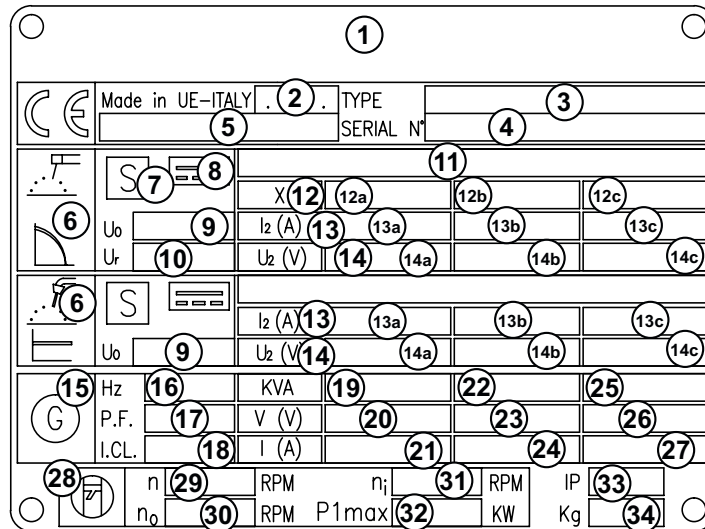 1
CE Made in UE-ITALY . 2 . TYPE 3
5 SERIAL N° 4
S 7 8 11
X 12 12a 12b 12c
6 Uo 9 I2 (A) 13 13a 13b 13c
Ur 10 U2 (V) 14 14a 14b 14c
6 S
I2 (A) 13 13a 13b 13c
Uo 9 U2 (V) 14 14a 14b 14c
15 Hz 16 KVA 19 22 25
G P.F. 17 V (V) 20 23 26
I.CL. 18 I (A) 21 24 27
28 n 29 RPM ni 31 RPM IP 33
no 30 RPM P1max 32 KW Kg 34